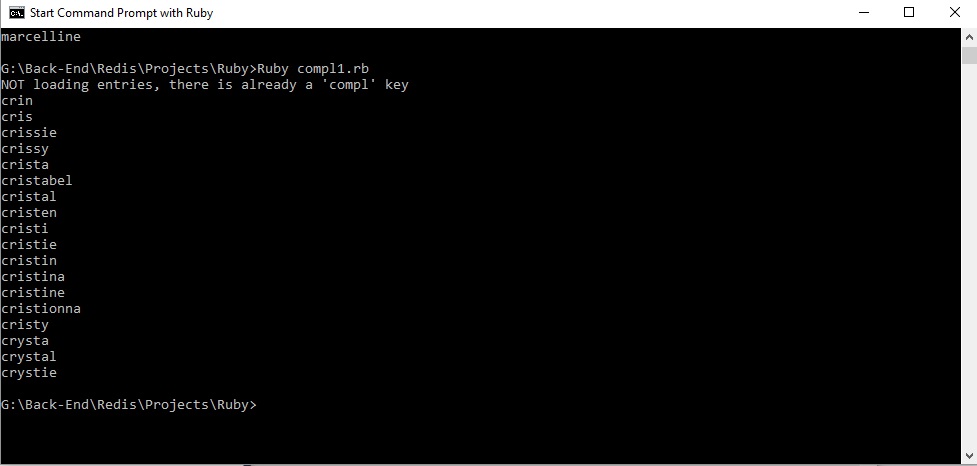 Start Command Prompt with Ruby
marcelline
G:\Back-End\Redis\Projects\Ruby>Ruby compl1.rb
NOT loading entries, there is already a 'compl' key
crin
cris
crissie
crissy
crista
cristabel
cristal
cristen
cristi
cristie
cristin
cristina
cristine
cristionna
cristy
crysta
crystal
crystie
G:\Back-End\Redis\Projects\Ruby>